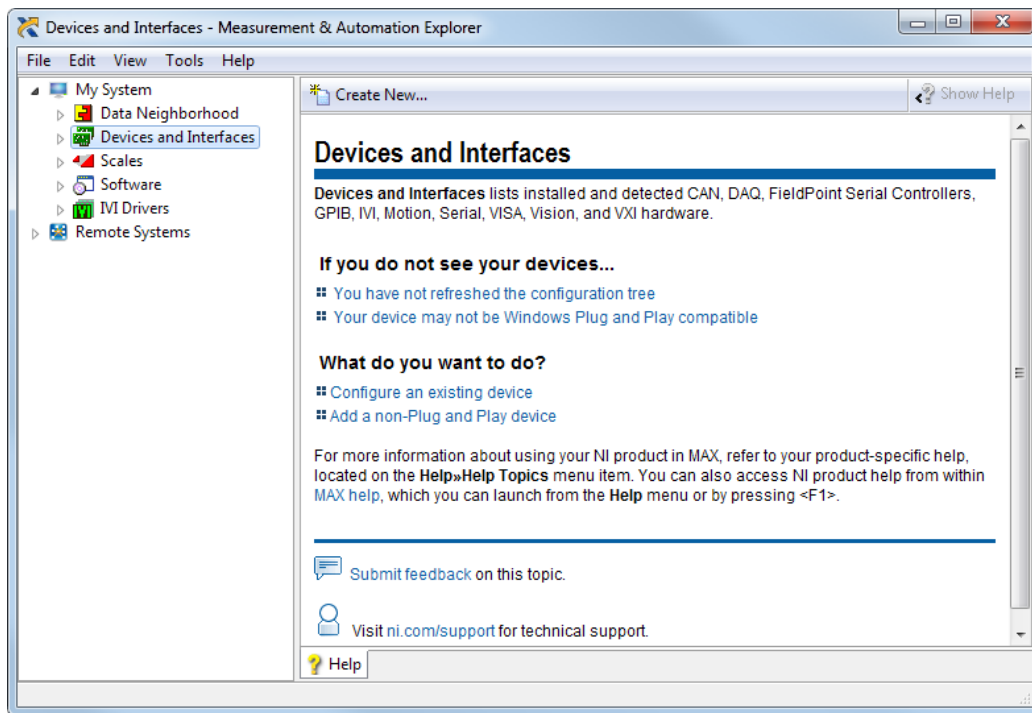 Devices and Interfaces - Measurement & Automation Explorer
File Edit View Tools Help
My System
Data Neighborhood
Devices and Interfaces
Scales
Software
IVI Drivers
Remote Systems
Create New...
Show Help
Devices and Interfaces
Devices and Interfaces lists installed and detected CAN, DAQ, FieldPoint Serial Controllers,
GPIB, IVI, Motion, Serial, VISA, Vision, and VXI hardware.
If you do not see your devices...
You have not refreshed the configuration tree
Your device may not be Windows Plug and Play compatible
What do you want to do?
Configure an existing device
Add a non-Plug and Play device
For more information about using your NI product in MAX, refer to your product-specific help,
located on the Help»Help Topics menu item. You can also access NI product help from within
MAX help, which you can launch from the Help menu or by pressing <F1>.
Submit feedback on this topic.
Visit ni.com/support for technical support.
Help